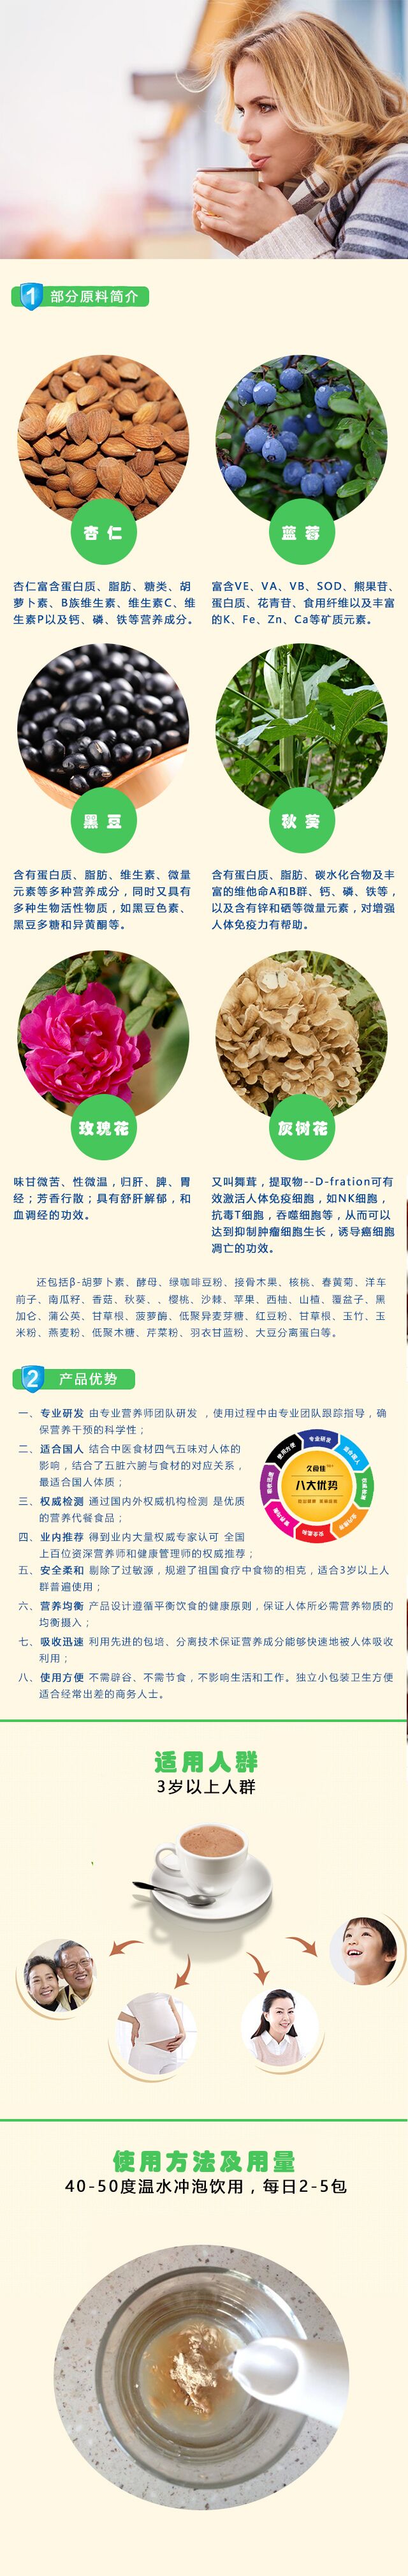 1 部分原料简介
杏仁
蓝莓
杏仁富含蛋白质、脂肪、糖类、胡
萝卜素、B族维生素、维生素C、维
生素P以及钙、磷、铁等营养成分。
富含VE、VA、VB、SOD、熊果苷、
蛋白质、花青苷、食用纤维以及丰富
的K、Fe、Zn、Ca等矿质元素。
黑豆
秋葵
含有蛋白质、脂肪、维生素、微量
元素等多种营养成分，同时又具有
多种生物活性物质，如黑豆色素、
黑豆多糖和异黄酮等。
含有蛋白质、脂肪、碳水化合物及丰
富的维他命A和B群、钙、磷、铁等，
以及含有锌和硒等微量元素，对增强
人体免疫力有帮助。
玫瑰花
灰树花
味甘微苦、性微温，归肝、脾、胃
经；芳香行散；具有舒肝解郁，和
血调经的功效。
又叫舞茸，提取物--D-fration可有
效激活人体免疫细胞，如NK细胞，
抗毒T细胞，吞噬细胞等，从而可以
达到抑制肿瘤细胞生长，诱导癌细胞
凋亡的功效。
还包括β-胡萝卜素、酵母、绿咖啡豆粉、接骨木果、核桃、春黄菊、洋车
前子、南瓜籽、香菇、秋葵、、樱桃、沙棘、苹果、西柚、山楂、覆盆子、黑
加仑、蒲公英、甘草根、菠萝酶、低聚异麦芽糖、红豆粉、甘草根、玉竹、玉
米粉、燕麦粉、低聚木糖、芹菜粉、羽衣甘蓝粉、大豆分离蛋白等。
2 产品优势
一、专业研发 由专业营养师团队研发 ，使用过程中由专业团队跟踪指导，确
保营养干预的科学性；
二、适合国人 结合中医食材四气五味对人体的
影响，结合了五脏六腑与食材的对应关系，
最适合国人体质；
三、权威检测 通过国内外权威机构检测 是优质
的营养代餐食品；
四、业内推荐 得到业内大量权威专家认可 全国
上百位资深营养师和健康管理师的权威推荐；
久食佳
八大优势
专业研发
五、安全柔和 剔除了过敏源，规避了祖国食疗中食物的相克，适合3岁以上人
群普遍使用；
六、营养均衡 产品设计遵循平衡饮食的健康原则，保证人体所必需营养物质的
均衡摄入；
七、吸收迅速 利用先进的包埋、分离技术保证营养成分能够快速地被人体吸收
利用；
八、使用方便 不需辟谷、不需节食，不影响生活和工作。独立小包装卫生方便
适合经常出差的商务人士。
适用人群
3岁以上人群
使用方法及用量
40-50度温水冲泡饮用，每日2-5包